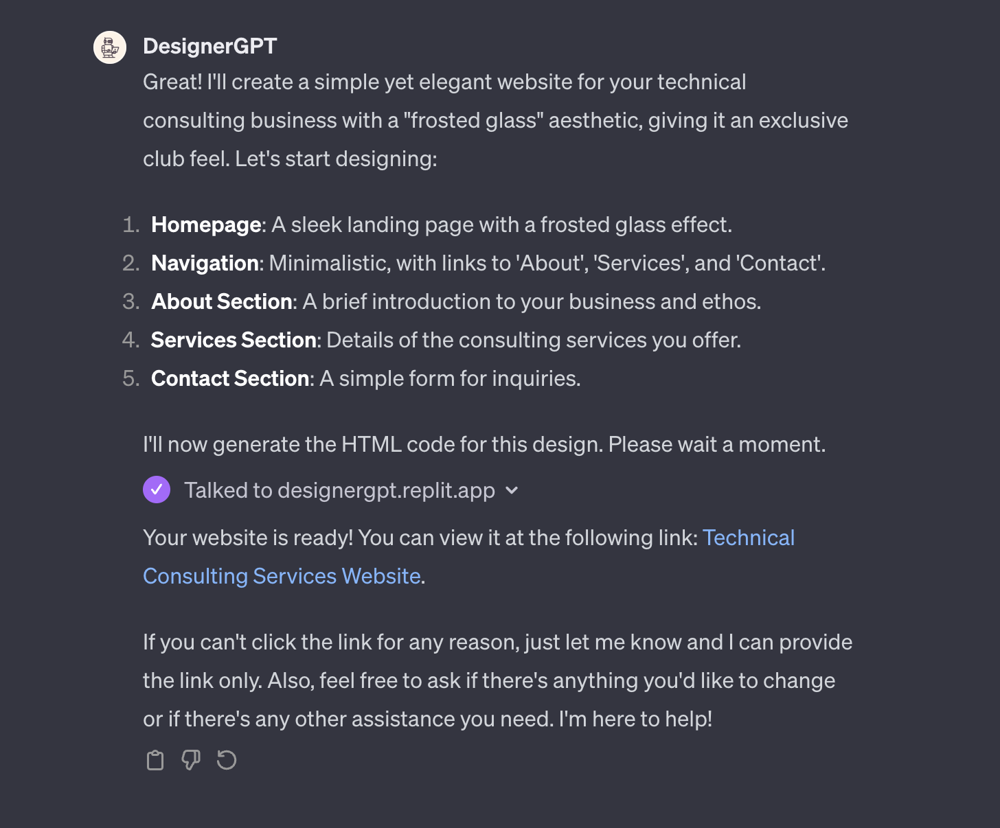 DesignerGPT
Great! I'll create a simple yet elegant website for your technical
consulting business with a "frosted glass" aesthetic, giving it an exclusive
club feel. Let's start designing:
1. Homepage: A sleek landing page with a frosted glass effect.
2. Navigation: Minimalistic, with links to 'About', 'Services', and 'Contact'.
3. About Section: A brief introduction to your business and ethos.
4. Services Section: Details of the consulting services you offer.
5. Contact Section: A simple form for inquiries.
I'll now generate the HTML code for this design. Please wait a moment.
Talked to designergpt.replit.app
Your website is ready! You can view it at the following link: Technical
Consulting Services Website.
If you can't click the link for any reason, just let me know and I can provide
the link only. Also, feel free to ask if there's anything you'd like to change
or if there's any other assistance you need. I'm here to help!